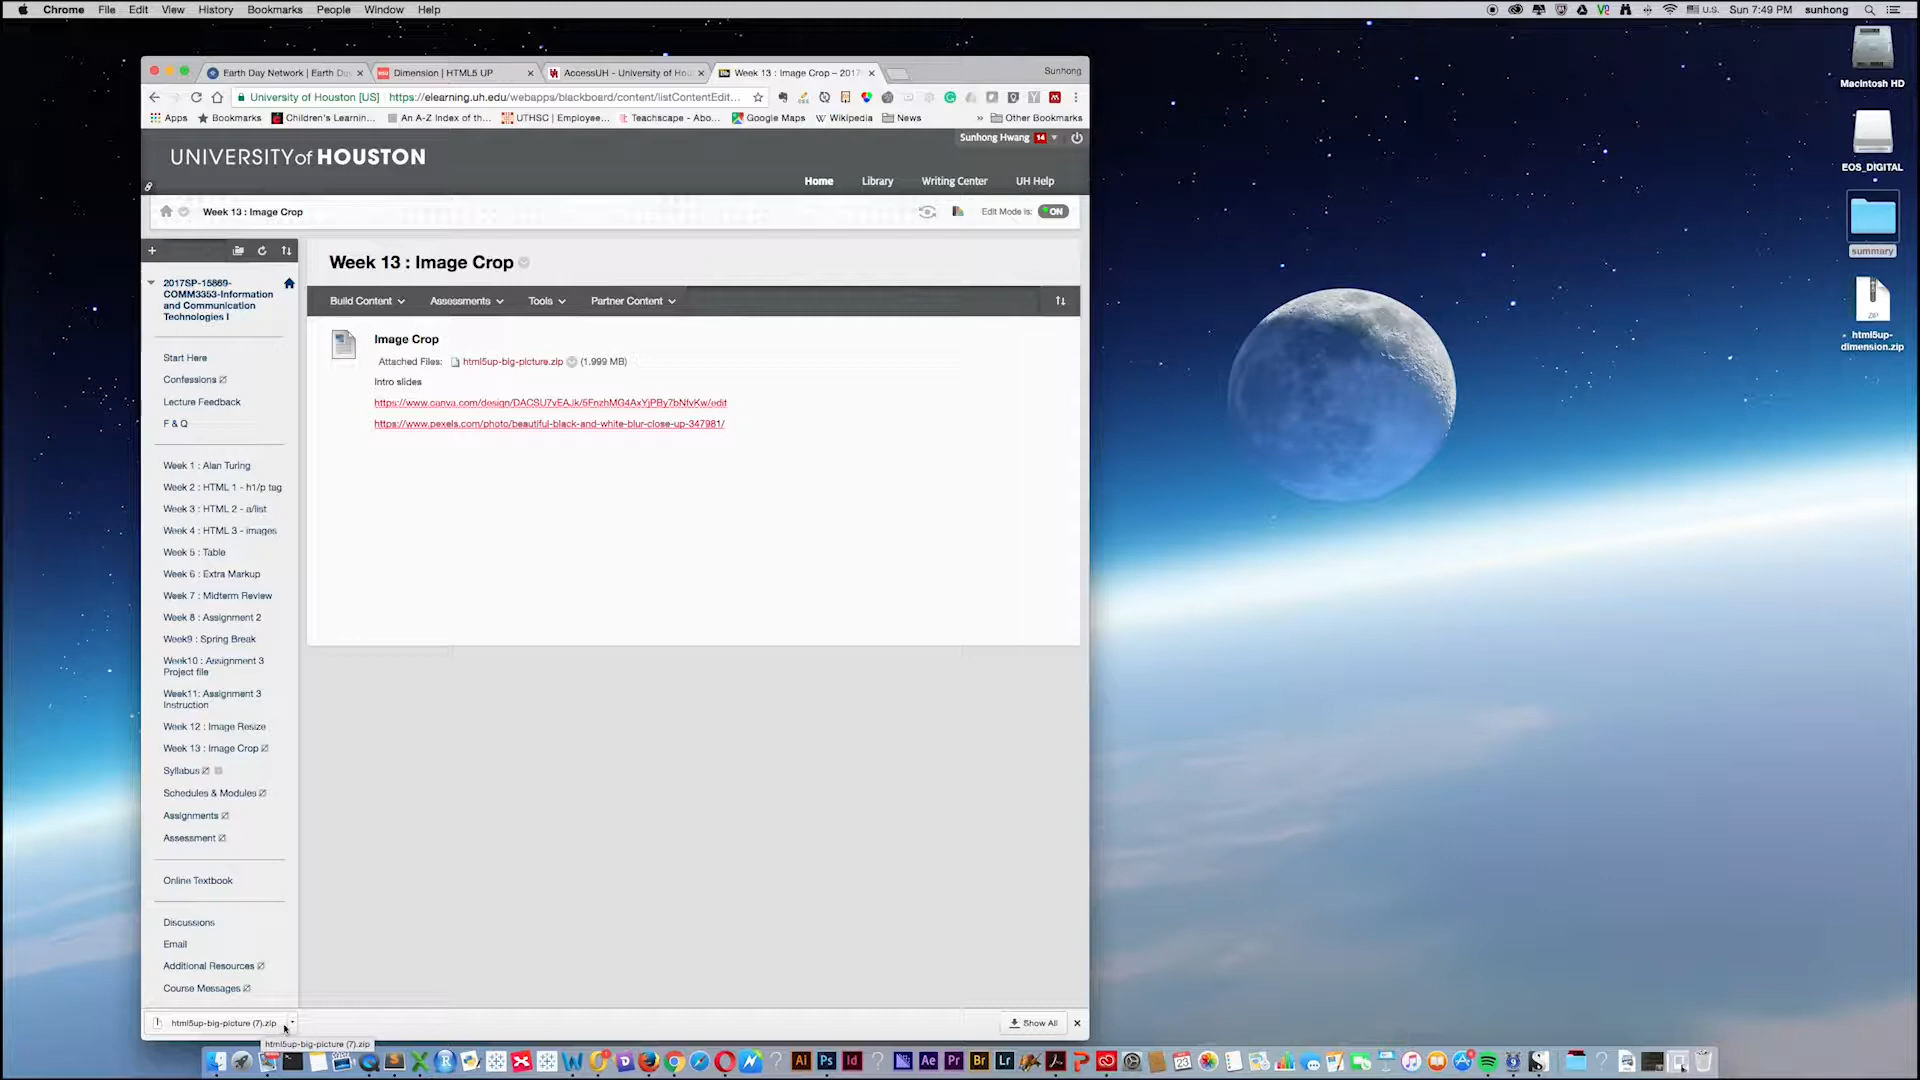 Chrome File Edit View History Bookmarks People Window Help
U.S. Sun 7:49 PM sunhong
Earth Day Network | Earth Da
Dimension | HTML5 UP
AccessUH - University of Hou
Week 13 : Image Crop – 2017
Sunhong
University of Houston [US] https://elearning.uh.edu/webapps/blackboard/content/listContentEdit...
Apps Bookmarks Children's Learnin... An A-Z Index of th... UTHSC | Employee... Teachscape - Abo... Google Maps Wikipedia News » Other Bookmarks
Sunhong Hwang 14
UNIVERSITY of HOUSTON
Home Library Writing Center UH Help
Week 13 : Image Crop
Edit Mode is: ON
2017SP-15869-
COMM3353-Information
and Communication
Technologies I
Start Here
Confessions
Lecture Feedback
F & Q
Week 1 : Alan Turing
Week 2 : HTML 1 - h1/p tag
Week 3 : HTML 2 - a/list
Week 4 : HTML 3 - images
Week 5 : Table
Week 6 : Extra Markup
Week 7 : Midterm Review
Week 8 : Assignment 2
Week9 : Spring Break
Week10 : Assignment 3
Project file
Week11: Assignment 3
Instruction
Week 12 : Image Resize
Week 13 : Image Crop
Syllabus
Schedules & Modules
Assignments
Assessment
Online Textbook
Discussions
Email
Additional Resources
Course Messages
Week 13 : Image Crop
Build Content Assessments Tools Partner Content
Image Crop
Attached Files: html5up-big-picture.zip (1.999 MB)
Intro slides
https://www.canva.com/design/DACSU7vEAJk/5FnzhMG4AxYjPBy7bNfvKw/edit
https://www.pexels.com/photo/beautiful-black-and-white-blur-close-up-347981/
html5up-big-picture (7).zip
Show All
html5up-big-picture (7).zip
Macintosh HD
EOS_DIGITAL
summary
ZIP
html5up-
dimension.zip
Ai Ps Id Ae Pr Br Lr